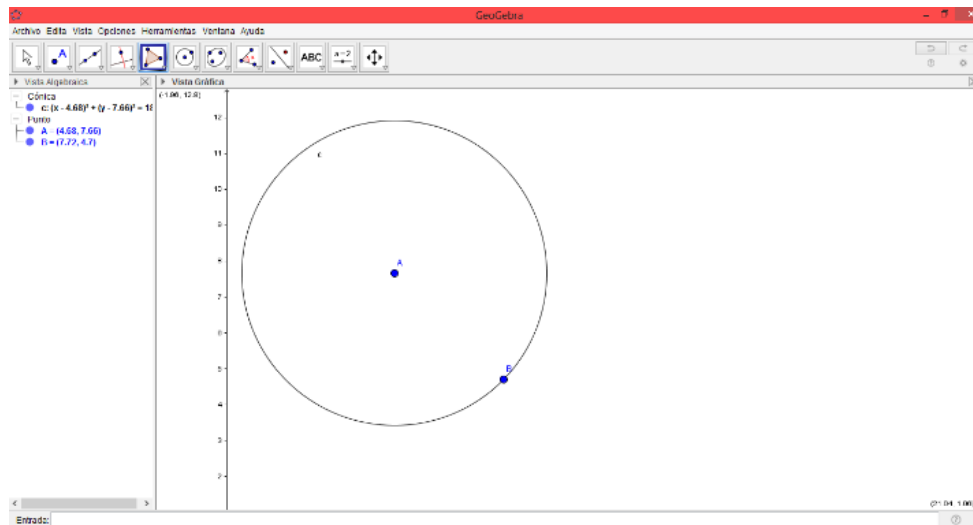 GeoGebra
Archivo Edita Vista Opciones Herramientas Ventana Ayuda
A ABC a=2
Vista Algebraica Vista Gráfica
Cónica
c: (x - 4.68)² + (y - 7.66)² = 18
Punto
A = (4.68, 7.66)
B = (7.72, 4.7)
12
11
c
10
9
8
A
7
6
5
B
4
3
2
Entrada: